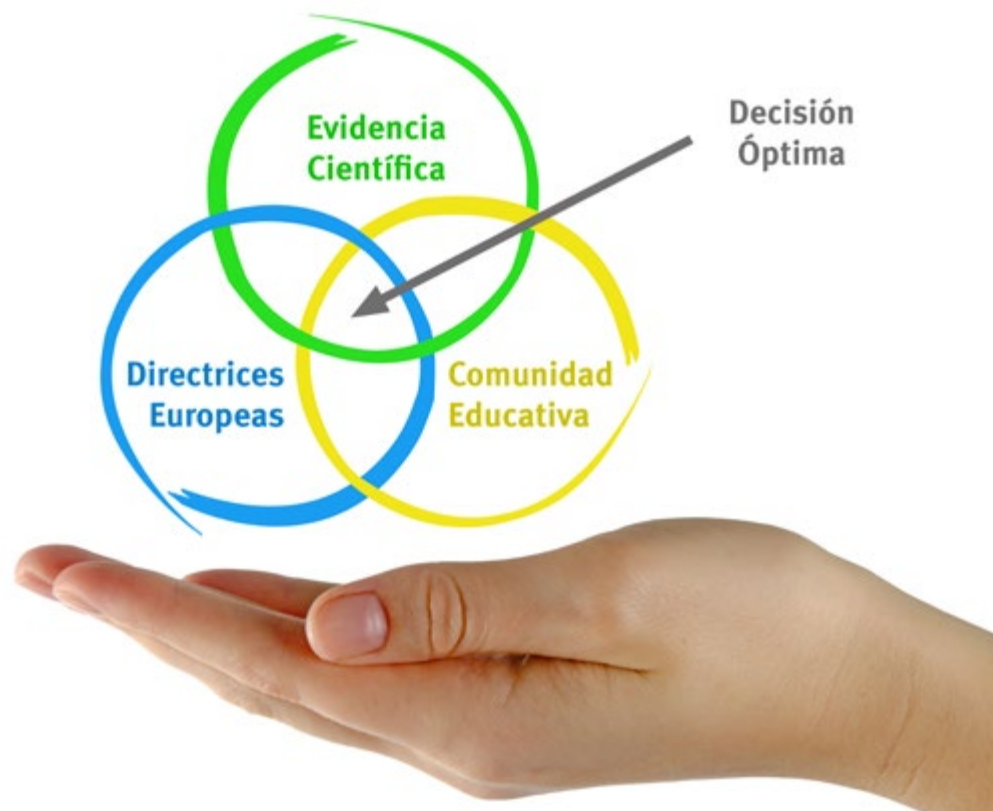 Evidencia
Científica
Decisión
Óptima
Directrices
Europeas
Comunidad
Educativa